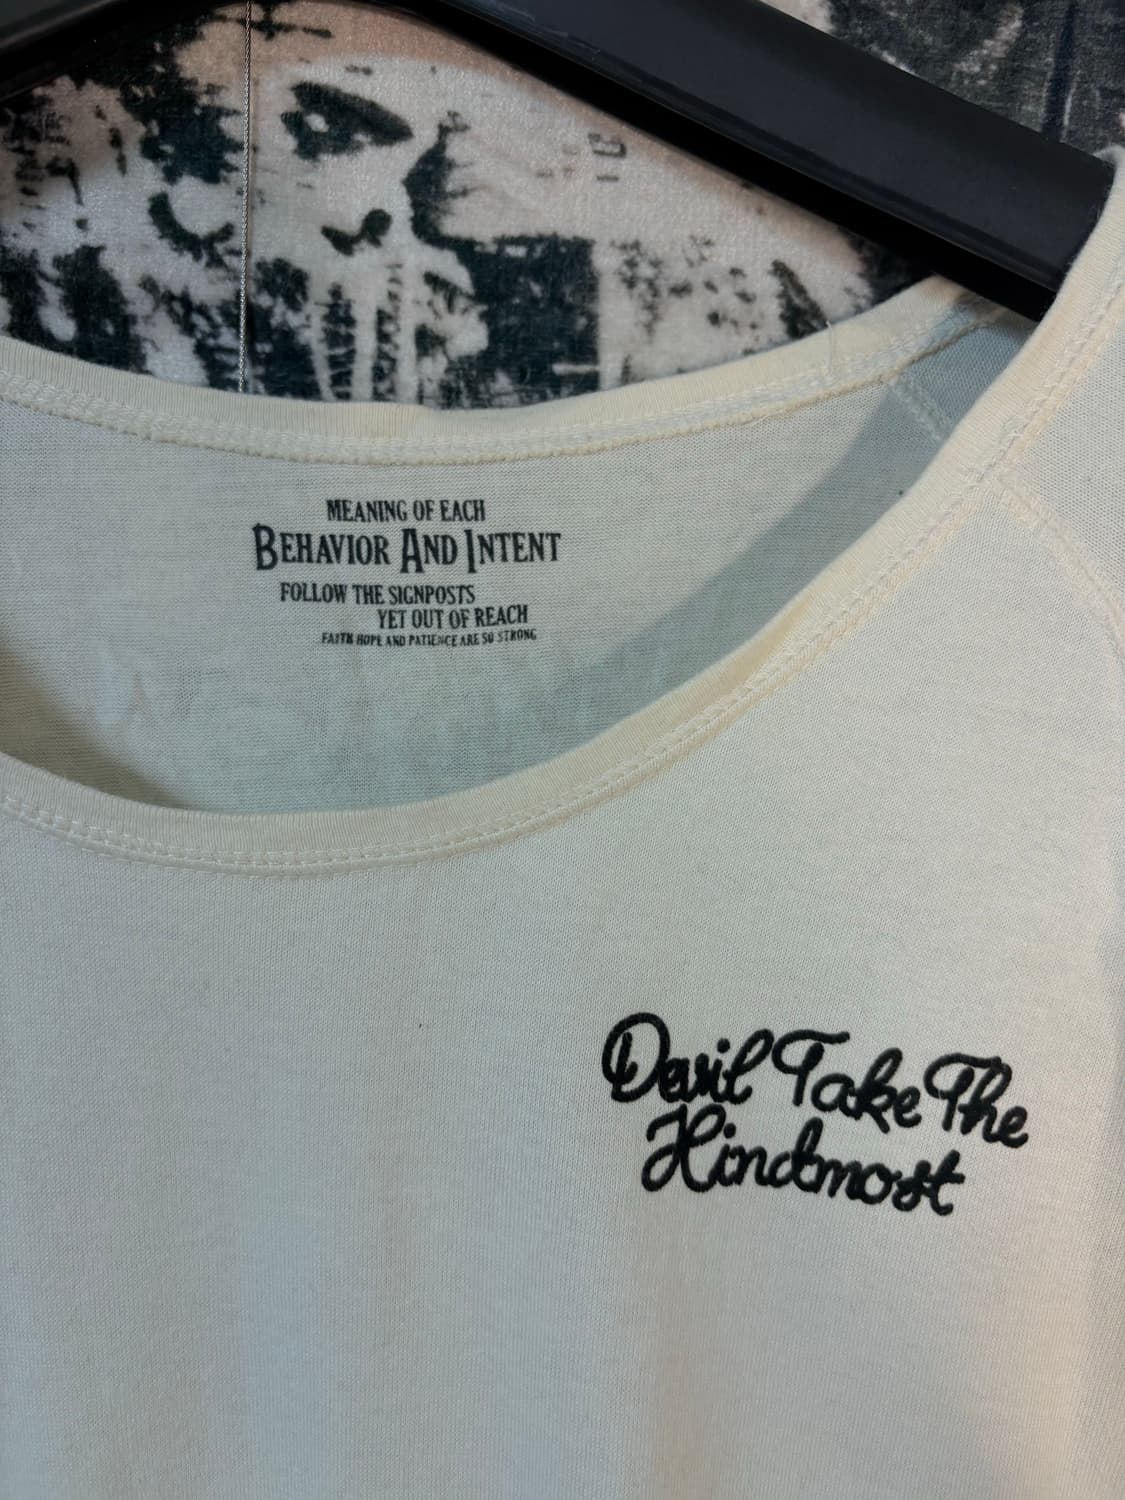 MEANING OF EACH
BEHAVIOR AND INTENT
FOLLOW THE SIGNPOSTS
YET OUT OF REACH
FAITH HOPE AND PATIENCE ARE SO STRONG
Devil Take The
Hindmost